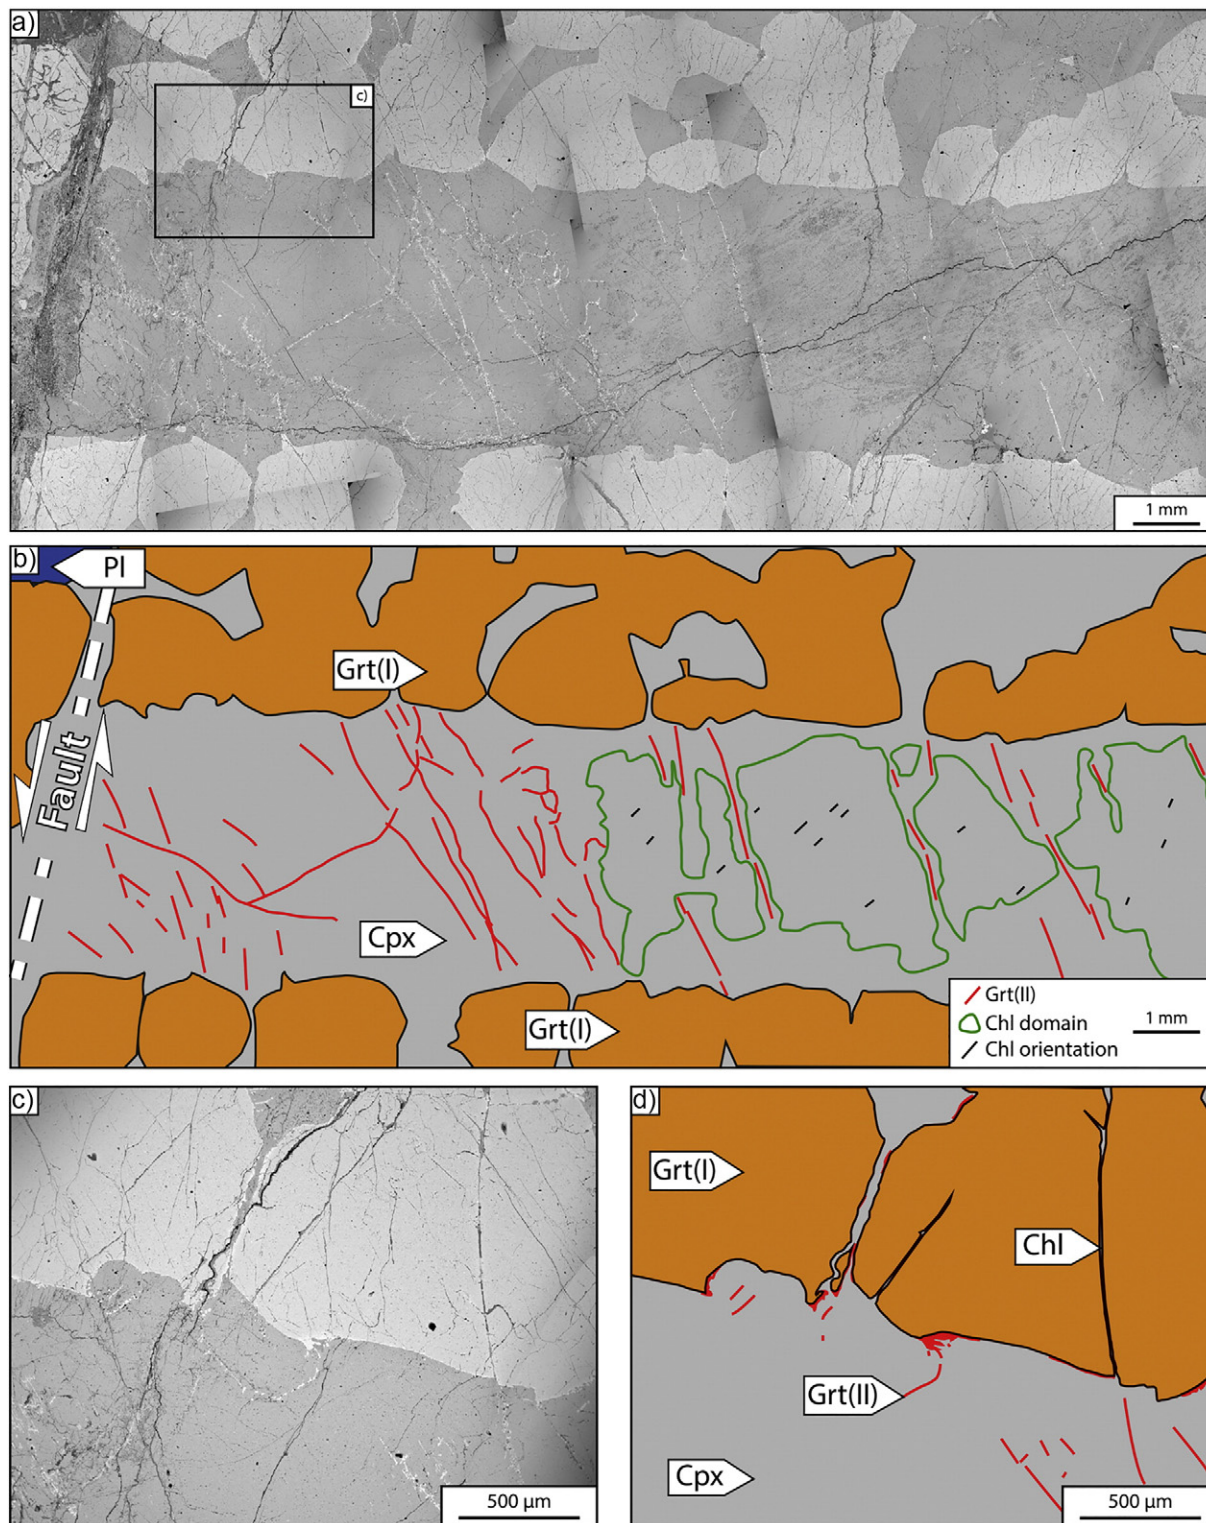 a)
c)
1 mm
b)
Pl
Grt(I)
Fault
Cpx
Grt(I)
Grt(II)
Chl domain
1 mm
Chl orientation
c)
500 µm
d)
Grt(I)
Chl
Grt(II)
Cpx
500 µm